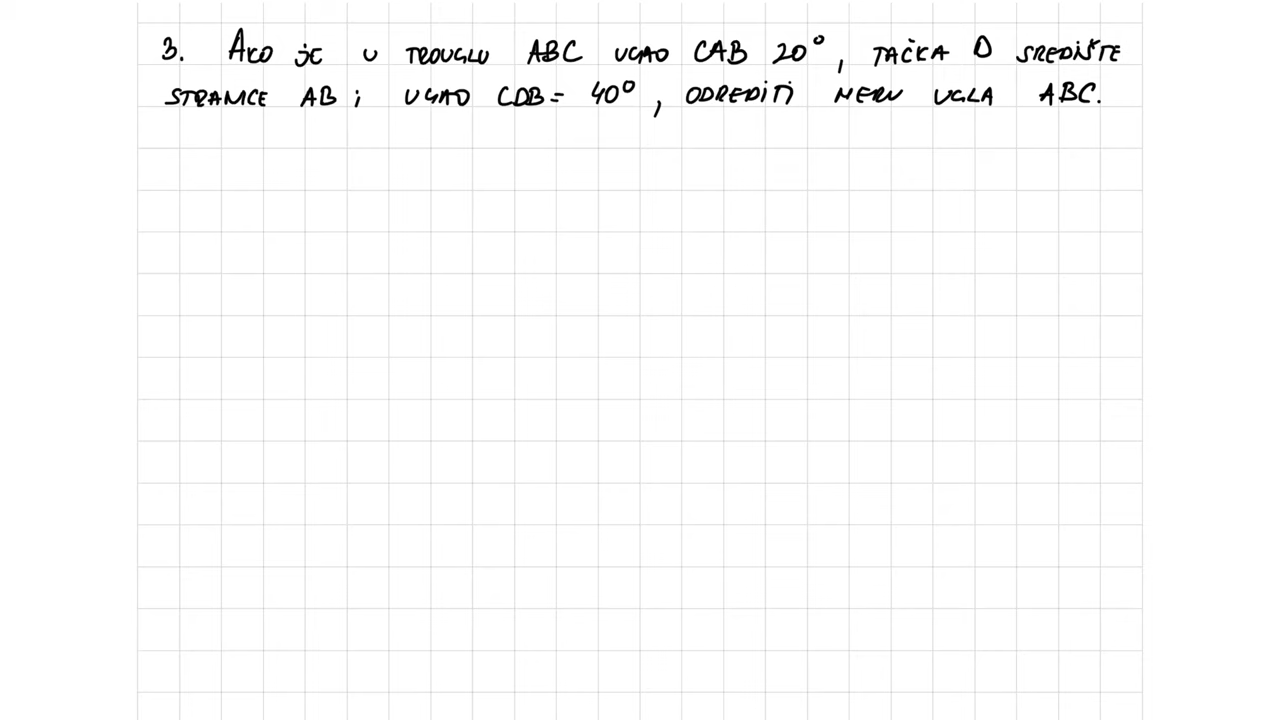 3. AKO JE U TROUGLU ABC UGAO CAB 20°, TAČKA D SREDIŠTE
STRANICE AB i UGAO CDB = 40°, ODREDITI MERU UGLA ABC.